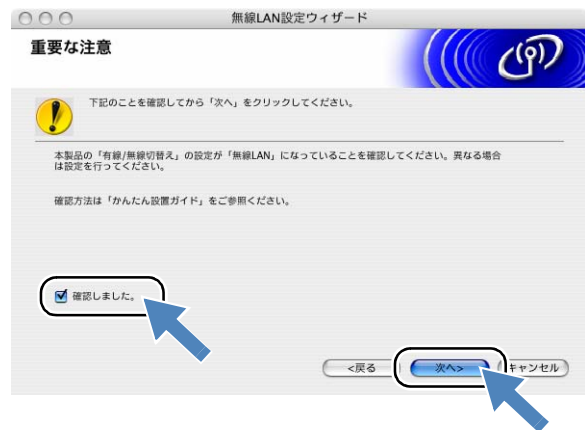 無線LAN設定ウィザード
重要な注意
下記のことを確認してから「次へ」をクリックしてください。
本製品の「有線/無線切替え」の設定が「無線LAN」になっていることを確認してください。異なる場合
は設定を行ってください。
確認方法は「かんたん設置ガイド」をご参照ください。
確認しました。
<戻る
次へ>
キャンセル